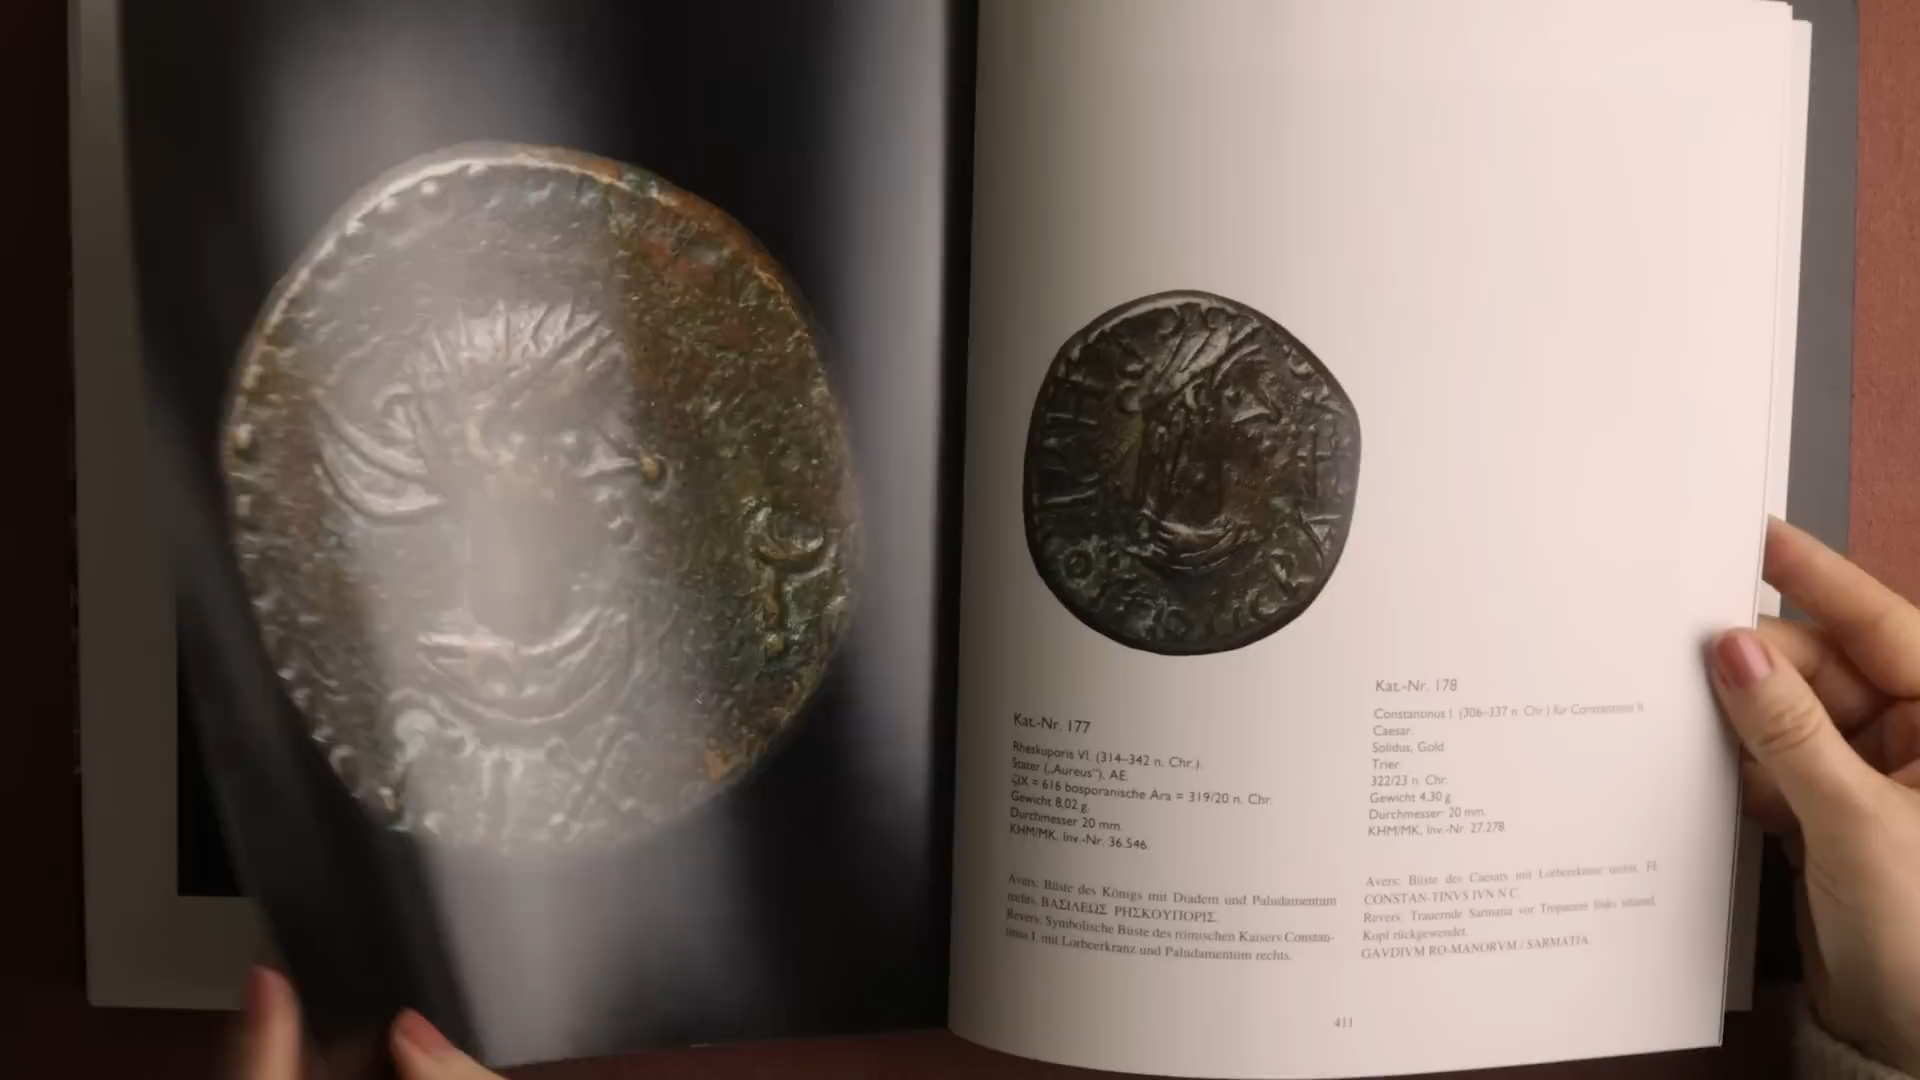 Kat.-Nr. 177
Rheskuporis VI. (314–342 n. Chr.).
Stater („Aureus“), AE.
ΘΙΧ = 616 bosporanische Ära = 319/20 n. Chr.
Gewicht 8,02 g.
Durchmesser 20 mm.
KHM/MK, Inv.-Nr. 36.546.
Avers: Büste des Königs mit Diadem und Paludamentum
rechts. ΒΑΣΙΛΕΩΣ ΡΗΣΚΟΥΠΟΡΙΣ.
Revers: Symbolische Büste des römischen Kaisers Constan-
tinus I. mit Lorbeerkranz und Paludamentum rechts.
Kat.-Nr. 178
Constantinus I. (306–337 n. Chr.) für Constantinus II.
Caesar.
Solidus, Gold.
Trier.
322/23 n. Chr.
Gewicht 4,30 g.
Durchmesser 20 mm.
KHM/MK, Inv.-Nr. 27.278.
Avers: Büste des Caesars mit Lorbeerkranz FL
CONSTAN-TINVS IVN N C.
Revers: Trauernde Sarmatia vor Tropaeum links sitzend,
Kopf rückgewendet.
GAVDIVM RO-MANORVM / SARMATIA.
411